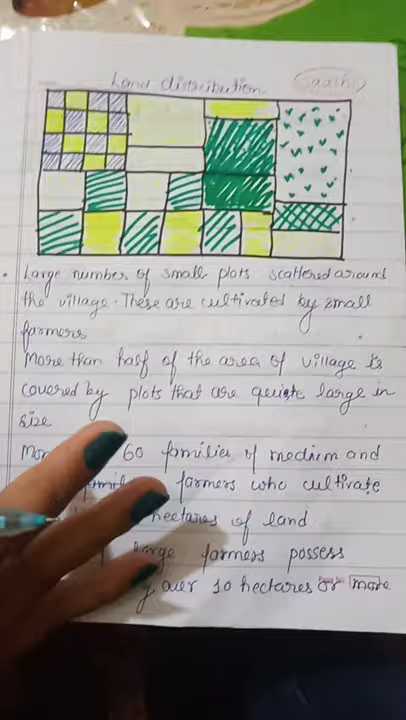 Land distribution
Large number of small plots scattered around
the village. These are cultivated by small
farmers
More than half of the area of village is
covered by plots that are quiete large in
size
60 families of medium and
farmers who cultivate
hectares of land
large farmers possess
over 10 hectares or more